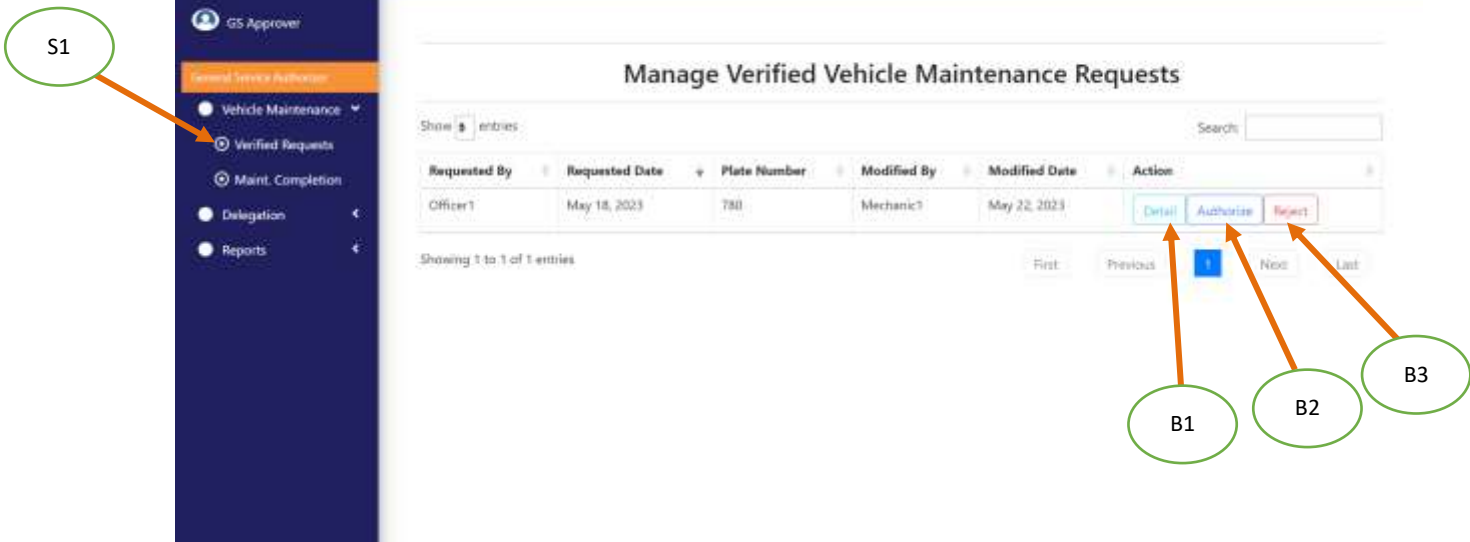 GS Approver
S1
General Service Authorizer
Manage Verified Vehicle Maintenance Requests
Vehicle Maintenance
Show 5 entries
Search:
Verified Requests
Requested By Requested Date Plate Number Modified By Modified Date Action
Maint. Completion
Officer1 May 18, 2023 780 Mechanic1 May 22, 2023 Detail Authorize Reject
Delegation
Reports
Showing 1 to 1 of 1 entries
First Previous 1 Next Last
B3
B2
B1